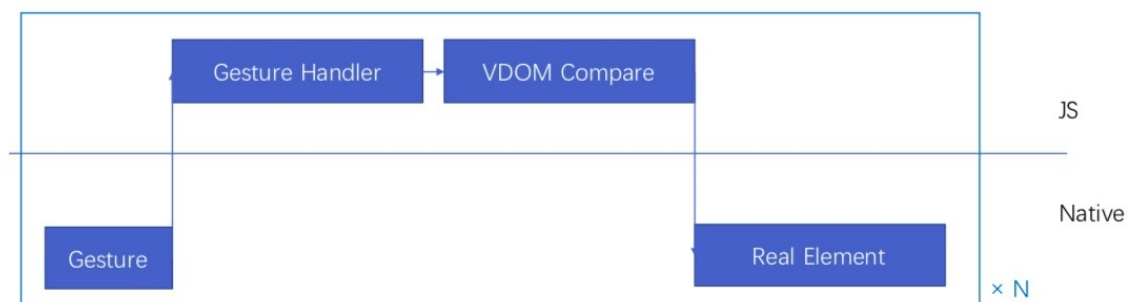 Gesture Handler
VDOM Compare
JS
Native
Gesture
Real Element
× N